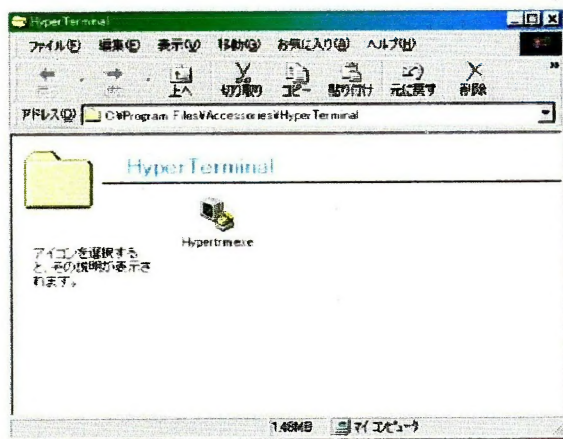 HyperTerminal
ファイル(F) 編集(E) 表示(V) 移動(G) お気に入り(A) ヘルプ(H)
上へ 切り取り コピー 貼り付け 元に戻す 削除 »
アドレス(D) C:¥Program Files¥Accessories¥HyperTerminal
HyperTerminal
Hypertrm.exe
アイコンを選択する
と、その説明が表示さ
れます。
1.48MB マイ コンピュータ